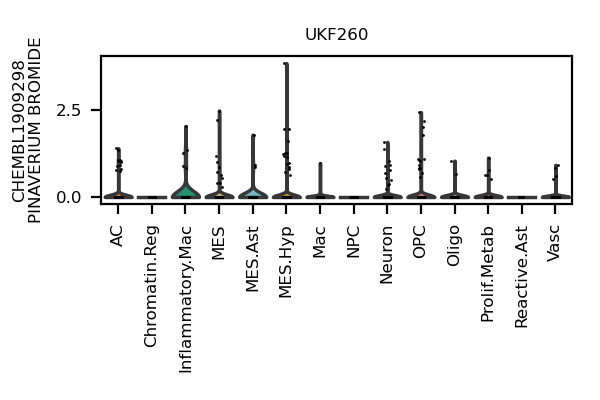 UKF260
CHEMBL1909298
PINAVERIUM BROMIDE
2.5
0.0
AC
Chromatin.Reg
Inflammatory.Mac
MES
MES.Ast
MES.Hyp
Mac
NPC
Neuron
OPC
Oligo
Prolif.Metab
Reactive.Ast
Vasc